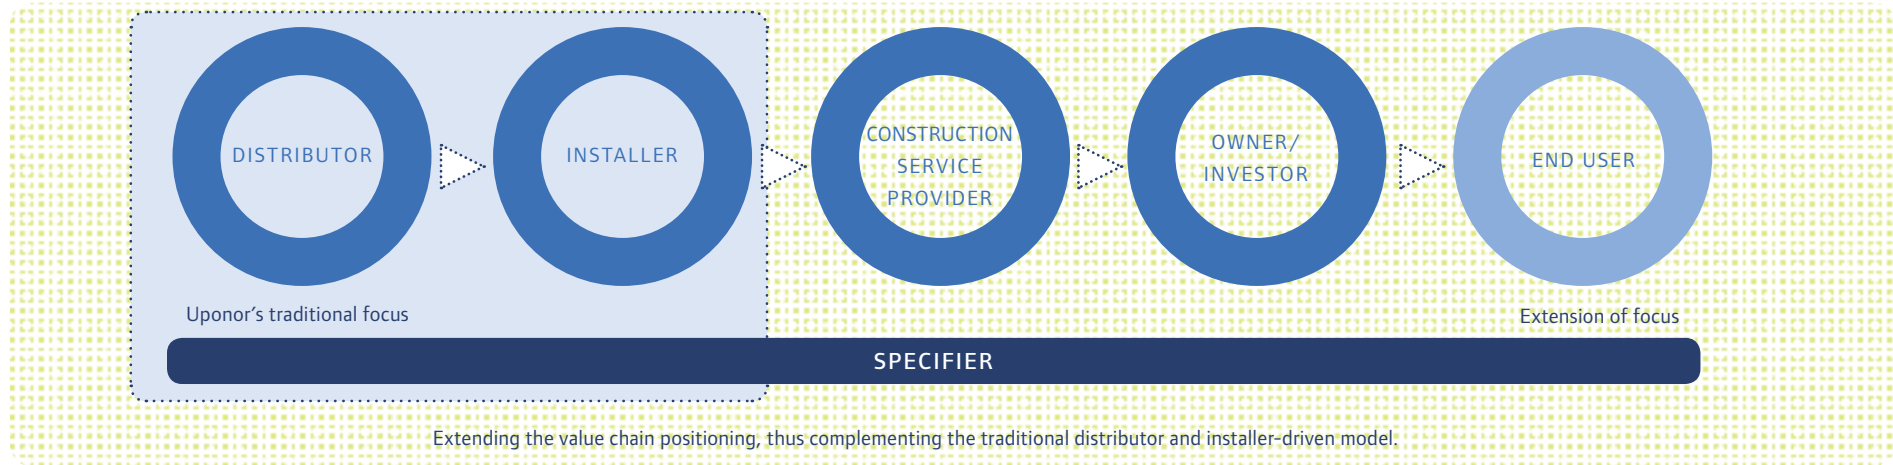 DISTRIBUTOR
INSTALLER
CONSTRUCTION
SERVICE
PROVIDER
OWNER/
INVESTOR
END USER
Uponor’s traditional focus
Extension of focus
SPECIFIER
Extending the value chain positioning, thus complementing the traditional distributor and installer-driven model.